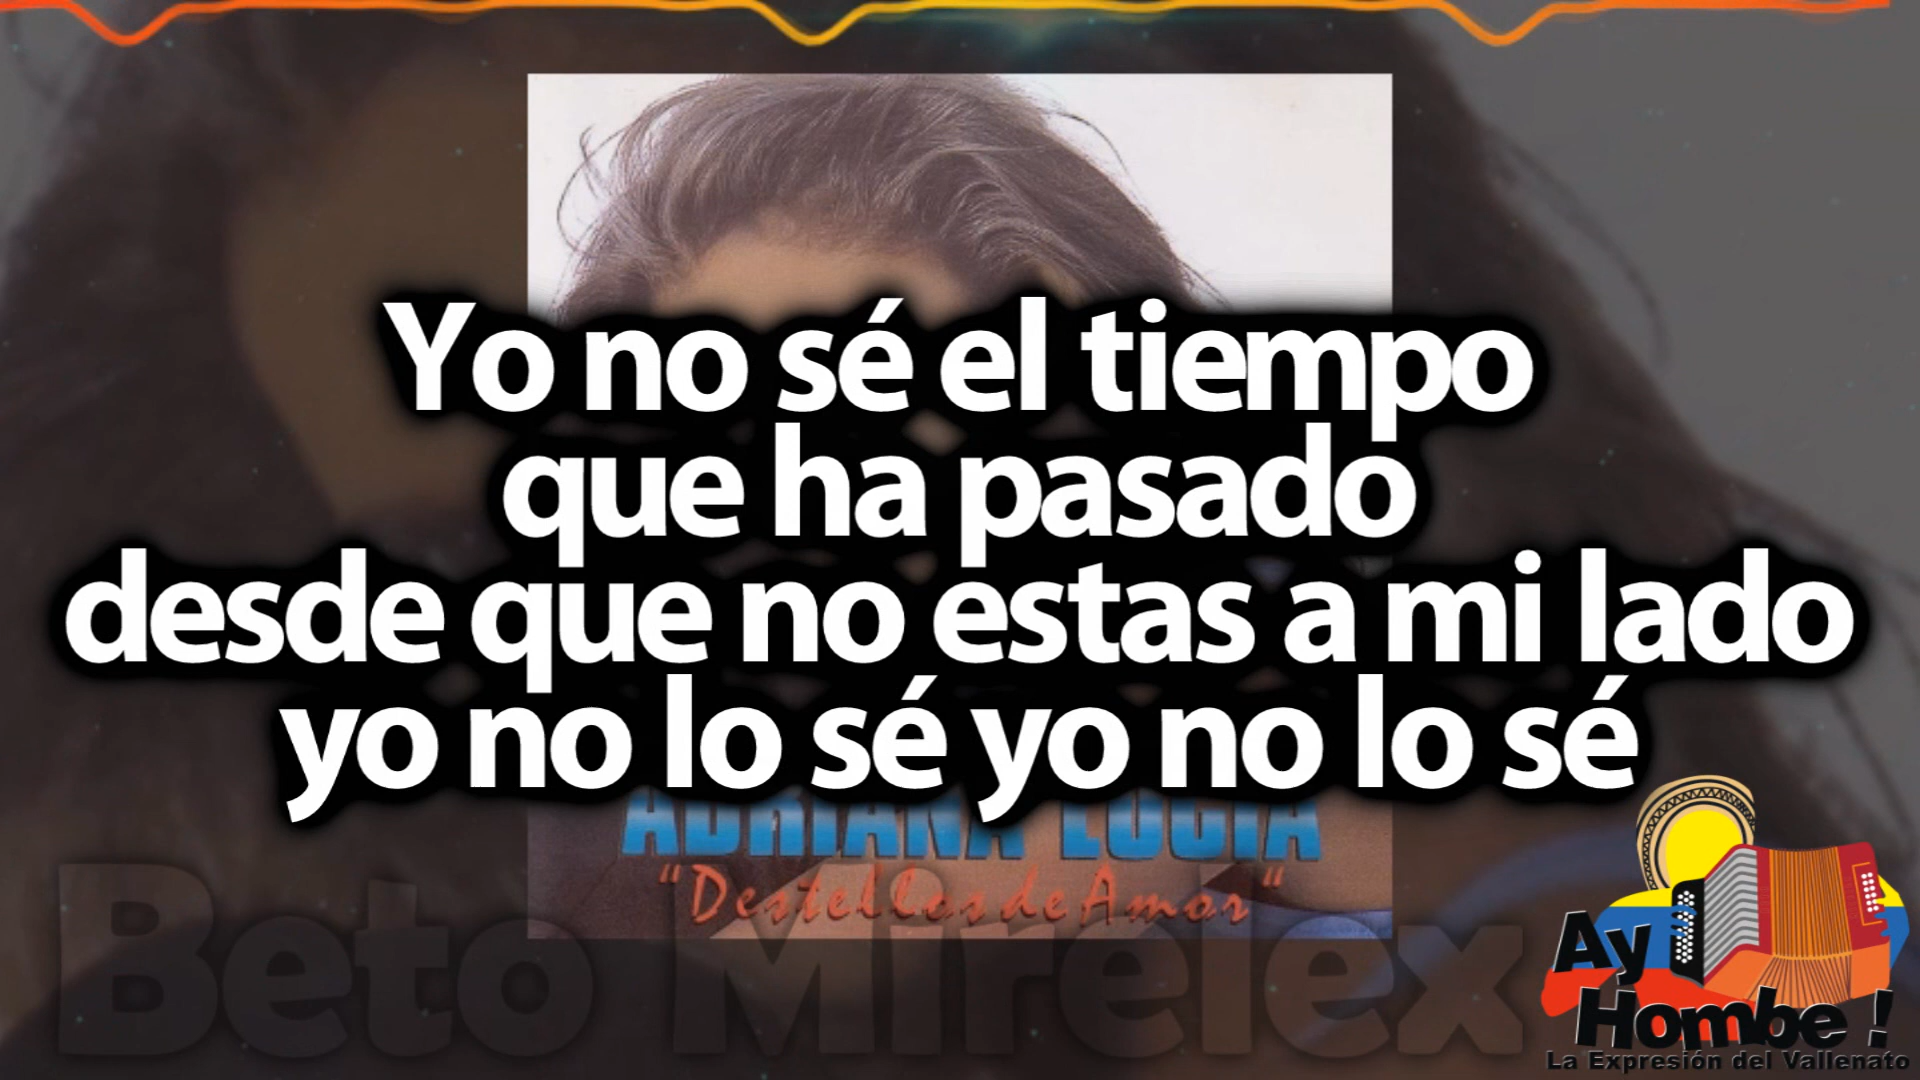 Yo no sé el tiempo
que ha pasado
desde que no estas a mi lado
yo no lo sé yo no lo sé
ADRIANA LUCIA
"Destellos de Amor"
Beto Mirelex
Ay
Hombe !
La Expresión del Vallenato